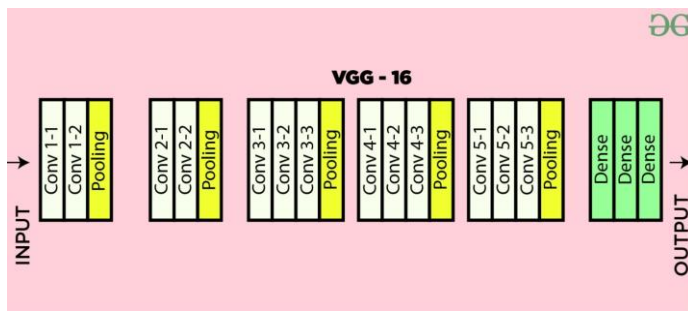 VGG - 16
INPUT
Conv 1-1
Conv 1-2
Pooling
Conv 2-1
Conv 2-2
Pooling
Conv 3-1
Conv 3-2
Conv 3-3
Pooling
Conv 4-1
Conv 4-2
Conv 4-3
Pooling
Conv 5-1
Conv 5-2
Conv 5-3
Pooling
Dense
Dense
Dense
OUTPUT